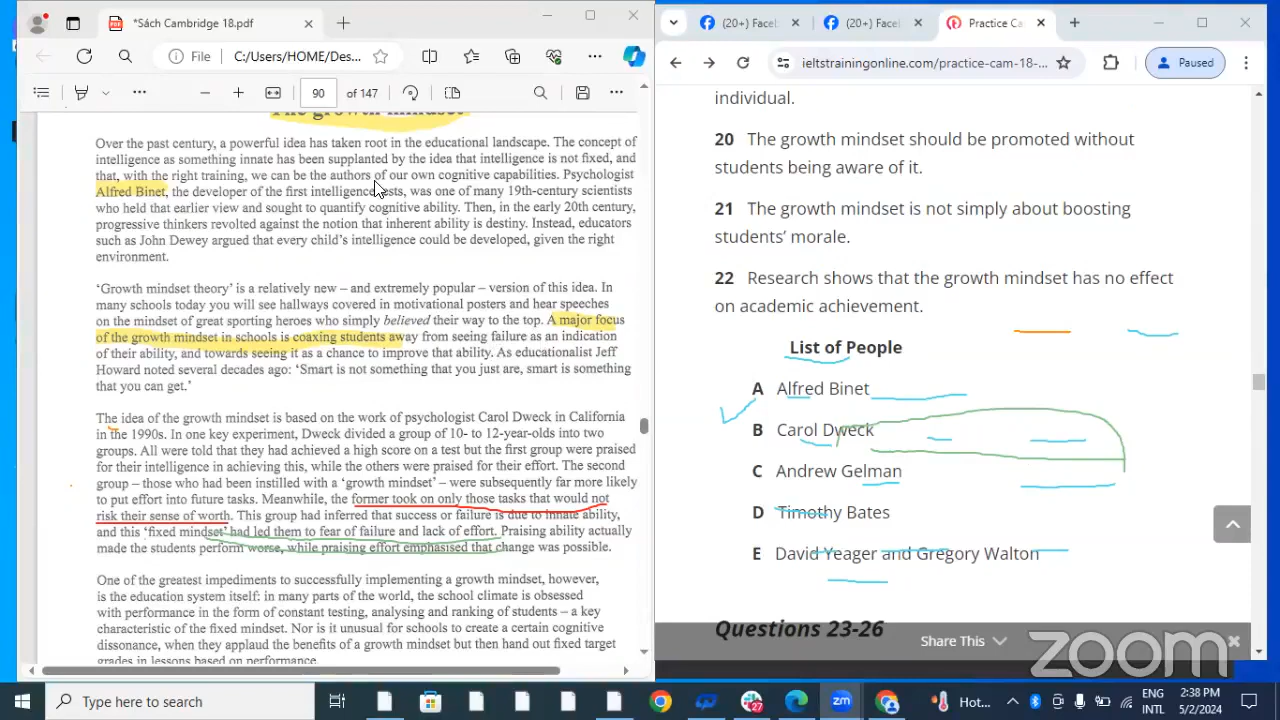 *Sách Cambridge 18.pdf
File
C:/Users/HOME/Des...
90 of 147
The growth mindset
Over the past century, a powerful idea has taken root in the educational landscape. The concept of
intelligence as something innate has been supplanted by the idea that intelligence is not fixed, and
that, with the right training, we can be the authors of our own cognitive capabilities. Psychologist
Alfred Binet, the developer of the first intelligence tests, was one of many 19th-century scientists
who held that earlier view and sought to quantify cognitive ability. Then, in the early 20th century,
progressive thinkers revolted against the notion that inherent ability is destiny. Instead, educators
such as John Dewey argued that every child's intelligence could be developed, given the right
environment.
'Growth mindset theory' is a relatively new – and extremely popular – version of this idea. In
many schools today you will see hallways covered in motivational posters and hear speeches
on the mindset of great sporting heroes who simply believed their way to the top. A major focus
of the growth mindset in schools is coaxing students away from seeing failure as an indication
of their ability, and towards seeing it as a chance to improve that ability. As educationalist Jeff
Howard noted several decades ago: 'Smart is not something that you just are, smart is something
that you can get.'
The idea of the growth mindset is based on the work of psychologist Carol Dweck in California
in the 1990s. In one key experiment, Dweck divided a group of 10- to 12-year-olds into two
groups. All were told that they had achieved a high score on a test but the first group were praised
for their intelligence in achieving this, while the others were praised for their effort. The second
group – those who had been instilled with a 'growth mindset' – were subsequently far more likely
to put effort into future tasks. Meanwhile, the former took on only those tasks that would not
risk their sense of worth. This group had inferred that success or failure is due to innate ability,
and this 'fixed mindset' had led them to fear of failure and lack of effort. Praising ability actually
made the students perform worse, while praising effort emphasised that change was possible.
One of the greatest impediments to successfully implementing a growth mindset, however,
is the education system itself: in many parts of the world, the school climate is obsessed
with performance in the form of constant testing, analysing and ranking of students – a key
characteristic of the fixed mindset. Nor is it unusual for schools to create a certain cognitive
dissonance, when they applaud the benefits of a growth mindset but then hand out fixed target
grades in lessons based on performance.
(20+) Face
(20+) Face
Practice Ca
ieltstrainingonline.com/practice-cam-18-...
Paused
individual.
20 The growth mindset should be promoted without
students being aware of it.
21 The growth mindset is not simply about boosting
students' morale.
22 Research shows that the growth mindset has no effect
on academic achievement.
List of People
A Alfred Binet
B Carol Dweck
C Andrew Gelman
D Timothy Bates
E David Yeager and Gregory Walton
Questions 23-26
Share This
zoom
Type here to search
27
zm
Hot...
ENG
INTL
2:38 PM
5/2/2024